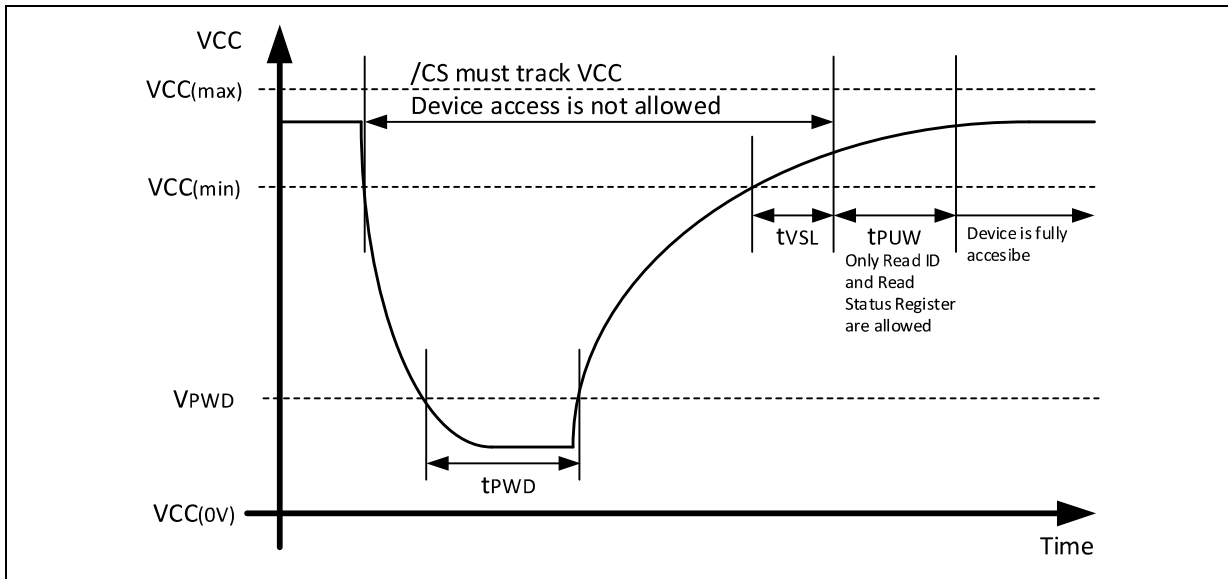 VCC
VCC(max)
/CS must track VCC
Device access is not allowed
VCC(min)
tVSL
tPUW
Only Read ID
and Read
Status Register
are allowed
Device is fully
accesibe
VPWD
tPWD
VCC(0V)
Time